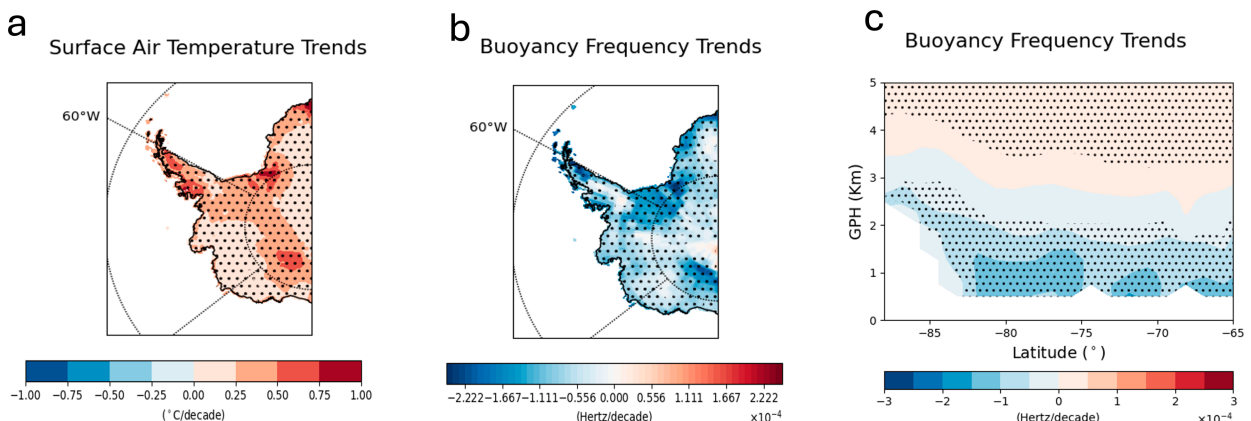 a
Surface Air Temperature Trends
60°W
−1.00 −0.75 −0.50 −0.25 0.00 0.25 0.50 0.75 1.00
(°C/decade)
b
Buoyancy Frequency Trends
60°W
−2.222 −1.667 −1.111 −0.556 0.000 0.556 1.111 1.667 2.222
(Hertz/decade) ×10⁻⁴
c
Buoyancy Frequency Trends
GPH (Km)
5
4
3
2
1
0
−85 −80 −75 −70 −65
Latitude (°)
−3 −2 −1 0 1 2 3
(Hertz/decade) ×10⁻⁴